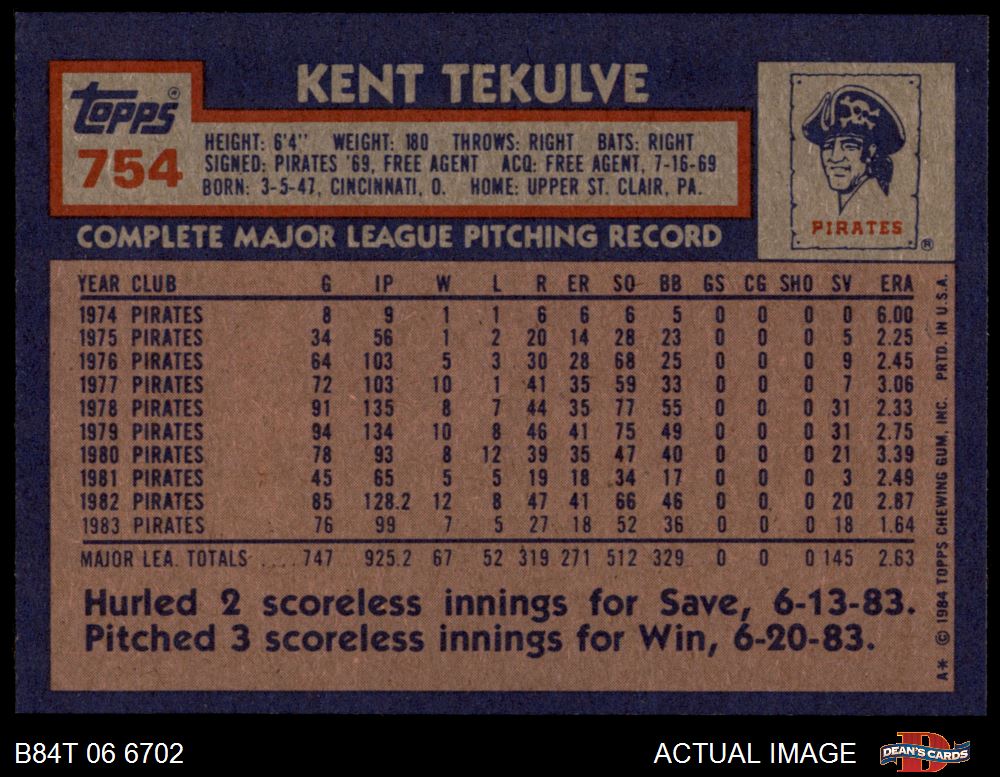 KENT TEKULVE
Topps®
754
HEIGHT: 6'4" WEIGHT: 180 THROWS: RIGHT BATS: RIGHT
SIGNED: PIRATES '69, FREE AGENT ACQ: FREE AGENT, 7-16-69
BORN: 3-5-47, CINCINNATI, O. HOME: UPPER ST. CLAIR, PA.
PIRATES ®
COMPLETE MAJOR LEAGUE PITCHING RECORD
YEAR CLUB G IP W L R ER SO BB GS CG SHO SV ERA
1974 PIRATES 8 9 1 1 6 6 6 5 0 0 0 0 6.00
1975 PIRATES 34 56 1 2 20 14 28 23 0 0 0 5 2.25
1976 PIRATES 64 103 5 3 30 28 68 25 0 0 0 9 2.45
1977 PIRATES 72 103 10 1 41 35 59 33 0 0 0 7 3.06
1978 PIRATES 91 135 8 7 44 35 77 55 0 0 0 31 2.33
1979 PIRATES 94 134 10 8 46 41 75 49 0 0 0 31 2.75
1980 PIRATES 78 93 8 12 39 35 47 40 0 0 0 21 3.39
1981 PIRATES 45 65 5 5 19 18 34 17 0 0 0 3 2.49
1982 PIRATES 85 128.2 12 8 47 41 66 46 0 0 0 20 2.87
1983 PIRATES 76 99 7 5 27 18 52 36 0 0 0 18 1.64
MAJOR LEA. TOTALS .... 747 925.2 67 52 319 271 512 329 0 0 0 145 2.63
Hurled 2 scoreless innings for Save, 6-13-83.
Pitched 3 scoreless innings for Win, 6-20-83.
A* © 1984 TOPPS CHEWING GUM, INC. PRTD. IN U.S.A.
B84T 06 6702
ACTUAL IMAGE
DEAN'S CARDS